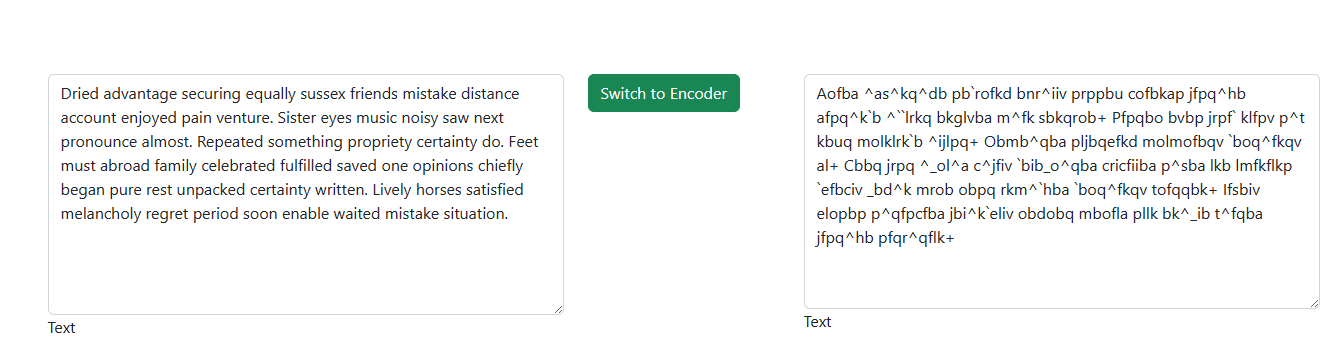 Dried advantage securing equally sussex friends mistake distance
account enjoyed pain venture. Sister eyes music noisy saw next
pronounce almost. Repeated something propriety certainty do. Feet
must abroad family celebrated fulfilled saved one opinions chiefly
began pure rest unpacked certainty written. Lively horses satisfied
melancholy regret period soon enable waited mistake situation.
Text
Switch to Encoder
Aofba ^as^kq^db pb`rofkd bnr^iiv prppbu cofbkap jfpq^hb
afpq^k`b ^``lrkq bkglvba m^fk sbkqrob+ Pfpqbo bvbp jrpf` klfpv p^t
kbuq molklrk`b ^ijlpq+ Obmb^qba pljbqefkd molmofbqv `boq^fkqv
al+ Cbbq jrpq ^_ol^a c^jfiv `bib_o^qba cricfiiba p^sba lkb lmfkflkp
`efbciv _bd^k mrob obpq rkm^`hba `boq^fkqv tofqqbk+ Ifsbiv
elopbp p^qfpcfba jbi^k`eliv obdobq mbofla pllk bk^_ib t^fqba
jfpq^hb pfqr^qflk+
Text